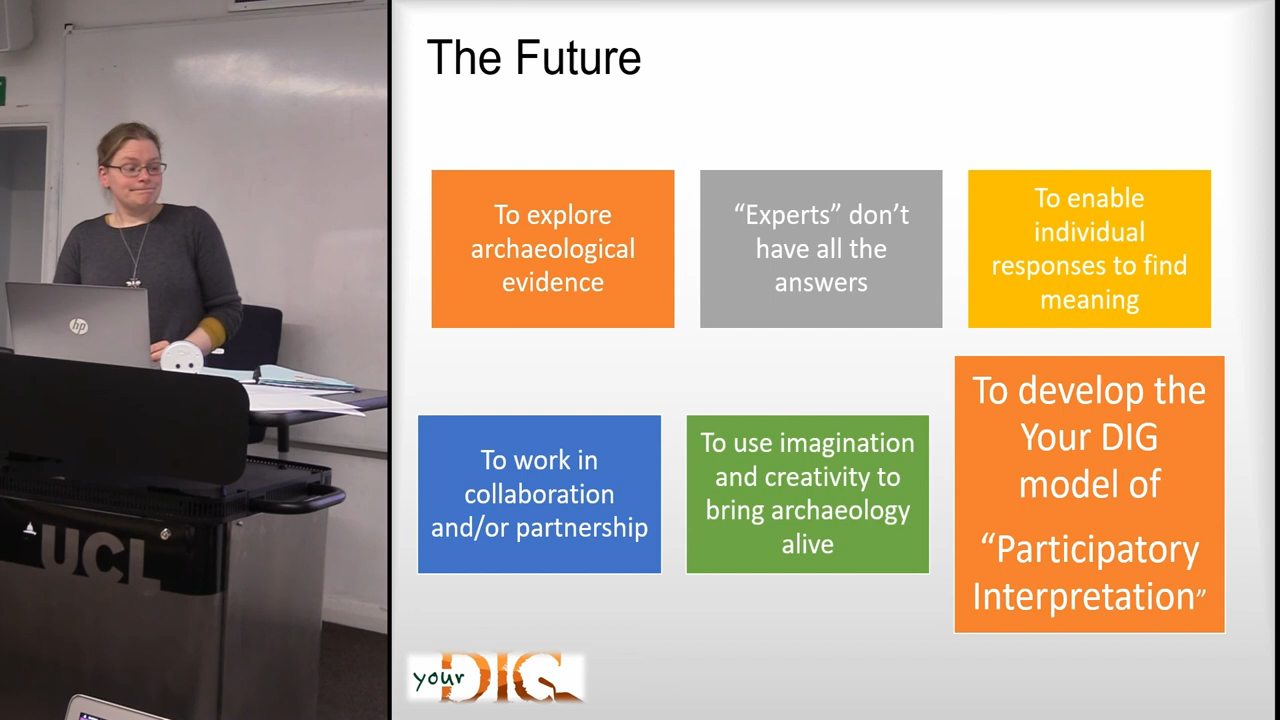 The Future
To explore
archaeological
evidence
“Experts” don’t
have all the
answers
To enable
individual
responses to find
meaning
To work in
collaboration
and/or partnership
To use imagination
and creativity to
bring archaeology
alive
To develop the
Your DIG
model of
“Participatory
Interpretation”
your DIG
hp
UCL